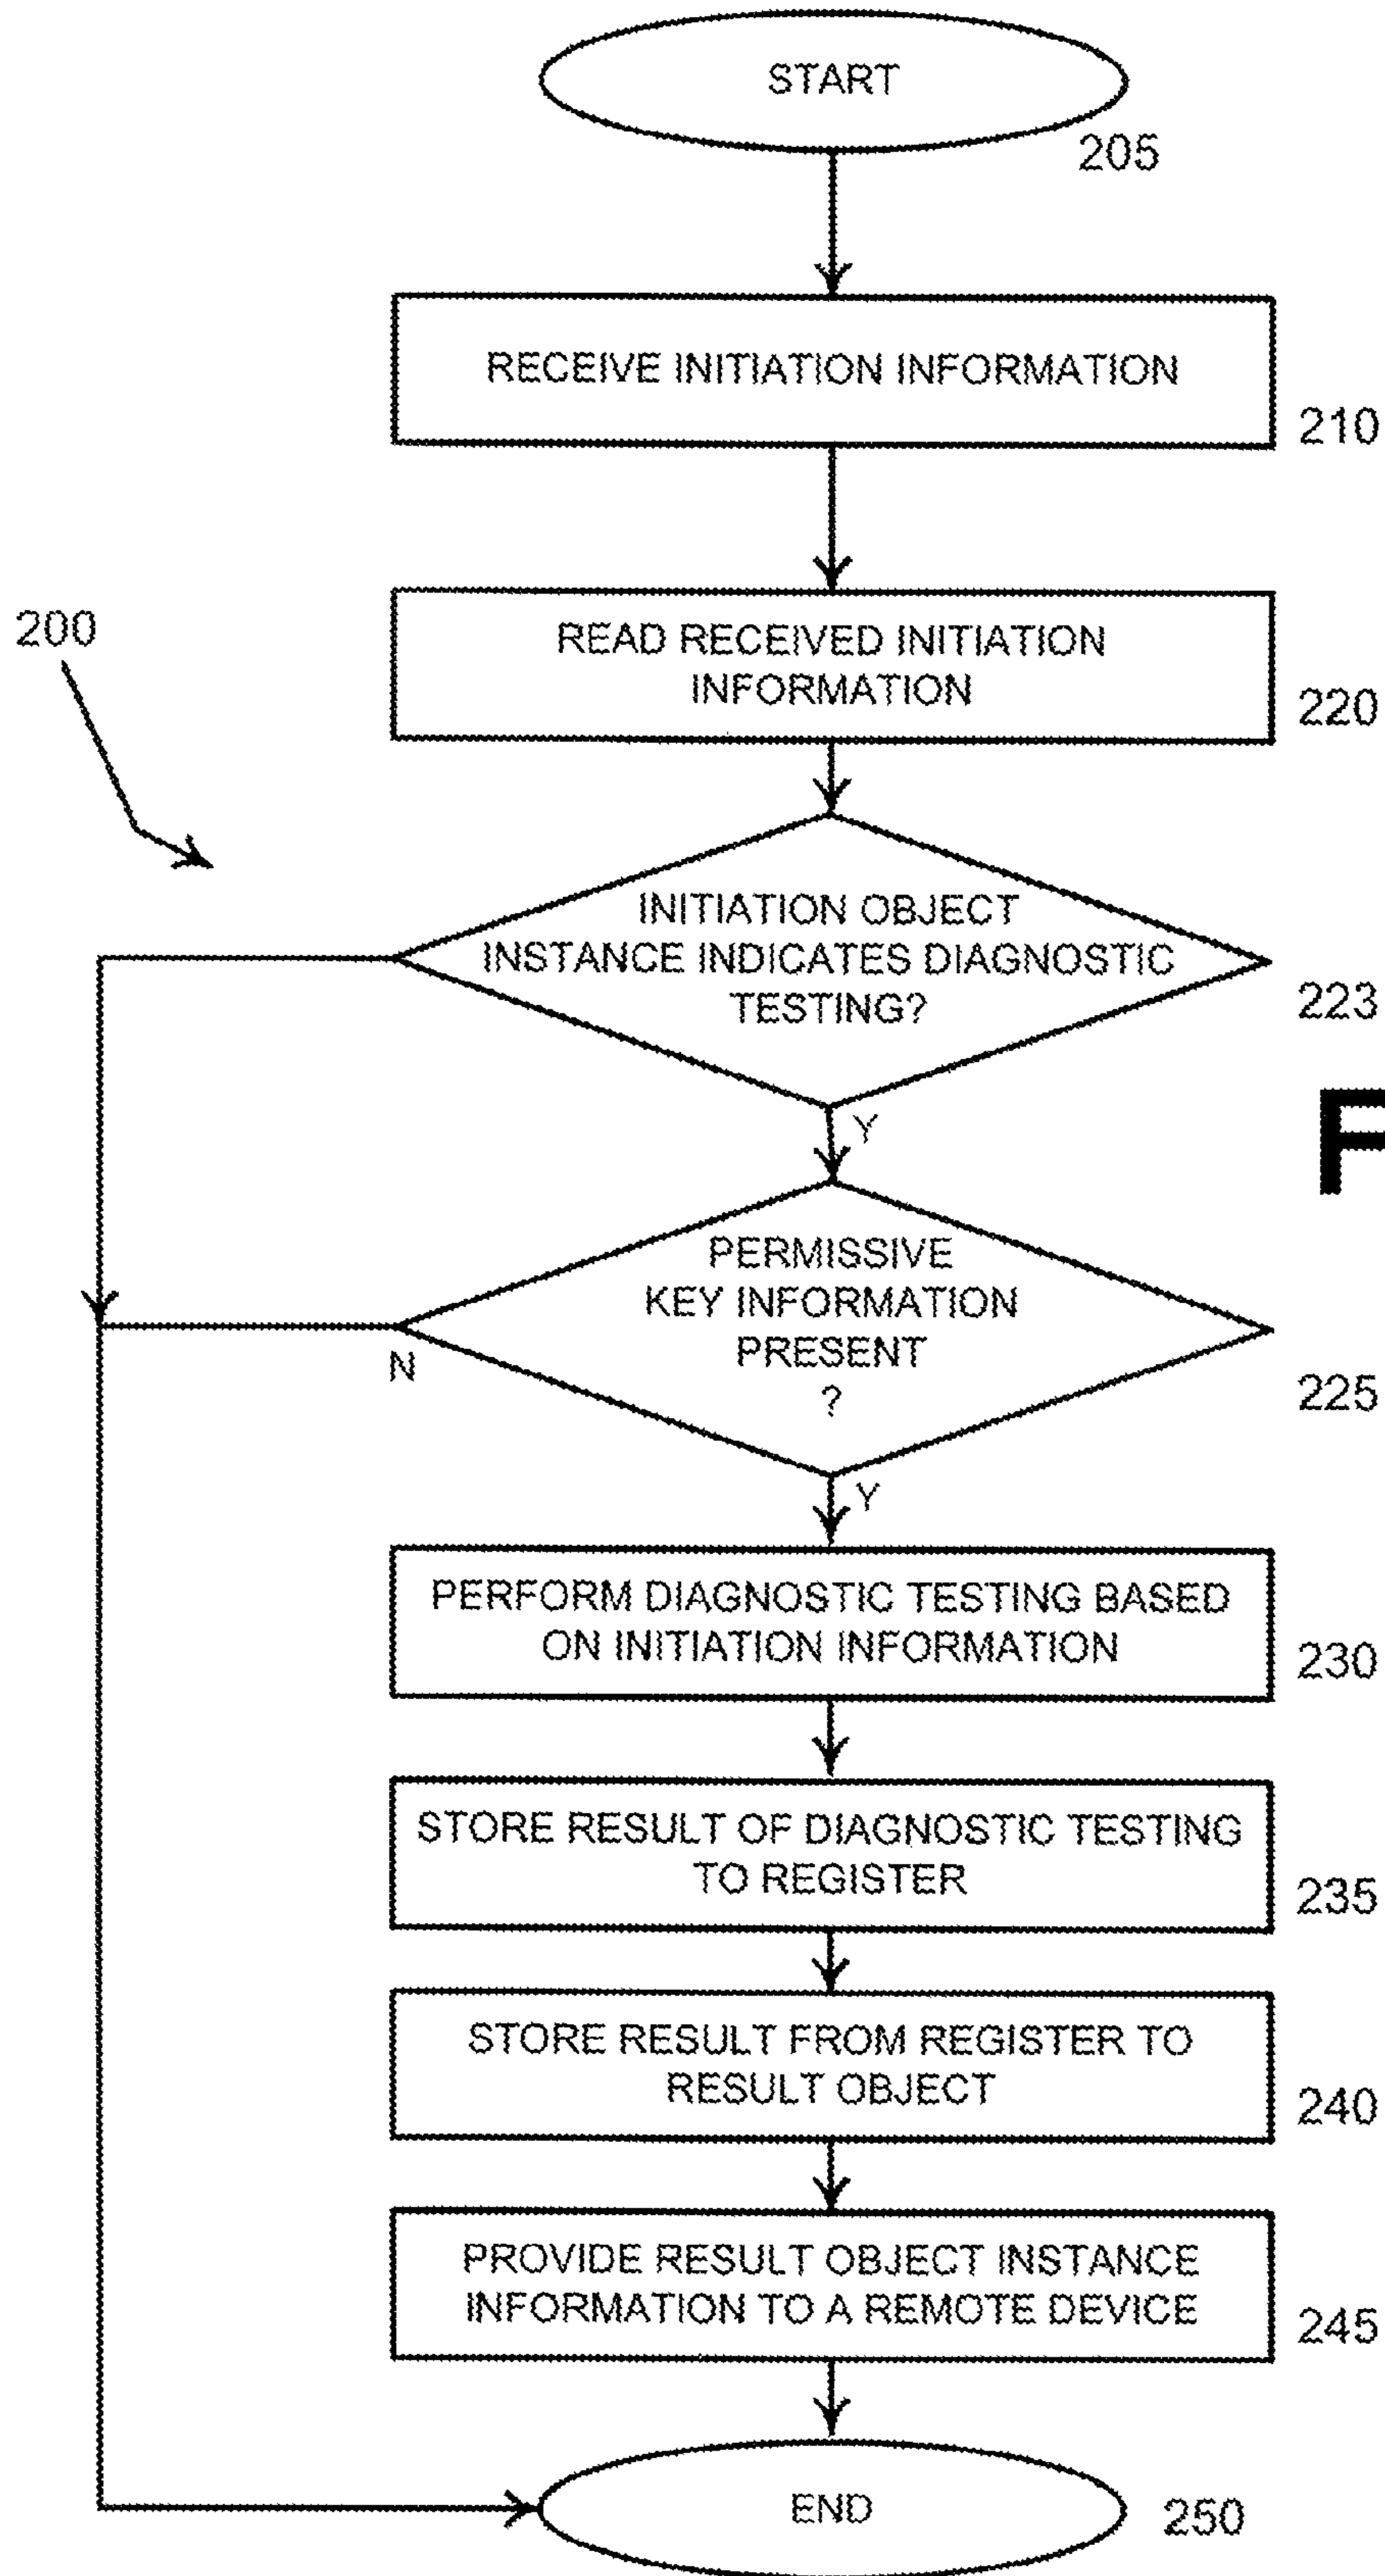 START
205
RECEIVE INITIATION INFORMATION
210
READ RECEIVED INITIATION
INFORMATION
220
200
INITIATION OBJECT
INSTANCE INDICATES DIAGNOSTIC
TESTING?
223
F
Y
PERMISSIVE
KEY INFORMATION
PRESENT
?
N
225
Y
PERFORM DIAGNOSTIC TESTING BASED
ON INITIATION INFORMATION
230
STORE RESULT OF DIAGNOSTIC TESTING
TO REGISTER
235
STORE RESULT FROM REGISTER TO
RESULT OBJECT
240
PROVIDE RESULT OBJECT INSTANCE
INFORMATION TO A REMOTE DEVICE
245
END
250